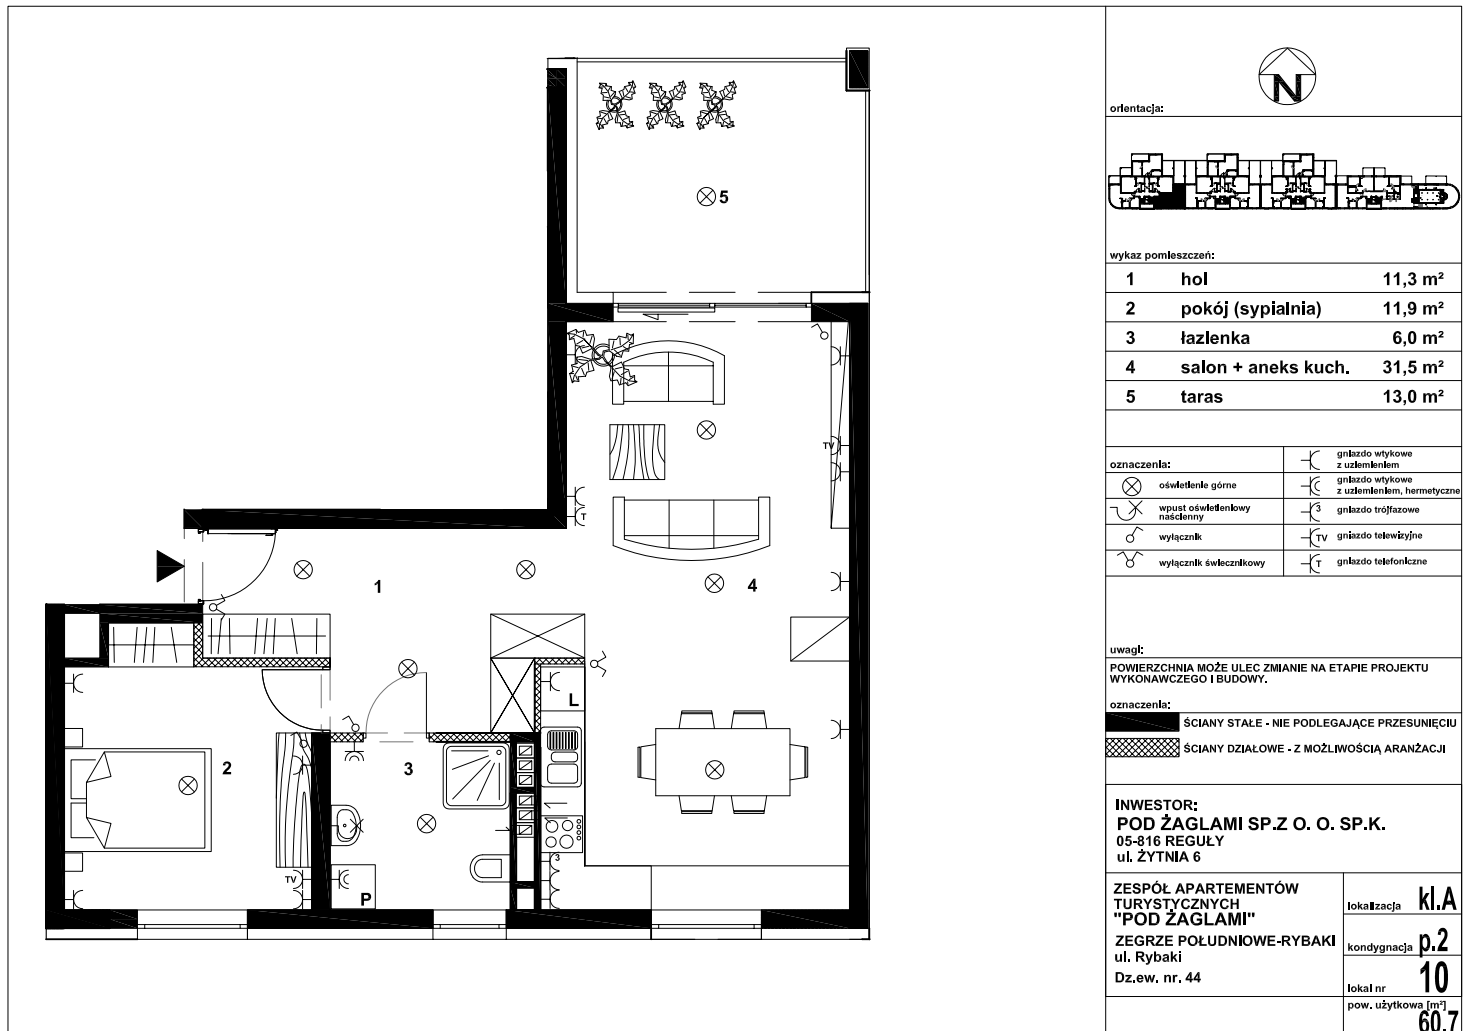 5
TV
T
1
4
L
2
3
3
TV
P
N
orientacja:
wykaz pomieszczeń:
1 hol 11,3 m²
2 pokój (sypialnia) 11,9 m²
3 łazienka 6,0 m²
4 salon + aneks kuch. 31,5 m²
5 taras 13,0 m²
oznaczenia:
oświetlenie górne
wpust oświetleniowy
naścienny
wyłącznik
wyłącznik świecznikowy
gniazdo wtykowe
z uziemieniem
gniazdo wtykowe
z uziemieniem, hermetyczne
3 gniazdo trójfazowe
TV gniazdo telewizyjne
T gniazdo telefoniczne
uwagi:
POWIERZCHNIA MOŻE ULEC ZMIANIE NA ETAPIE PROJEKTU
WYKONAWCZEGO I BUDOWY.
oznaczenia:
ŚCIANY STAŁE - NIE PODLEGAJĄCE PRZESUNIĘCIU
ŚCIANY DZIAŁOWE - Z MOŻLIWOŚCIĄ ARANŻACJI
INWESTOR:
POD ŻAGLAMI SP.Z O. O. SP.K.
05-816 REGUŁY
ul. ŻYTNIA 6
ZESPÓŁ APARTEMENTÓW
TURYSTYCZNYCH
"POD ŻAGLAMI"
ZEGRZE POŁUDNIOWE-RYBAKI
ul. Rybaki
Dz.ew. nr. 44
lokalizacja kl.A
kondygnacja p.2
lokal nr 10
pow. użytkowa [m²]
60,7